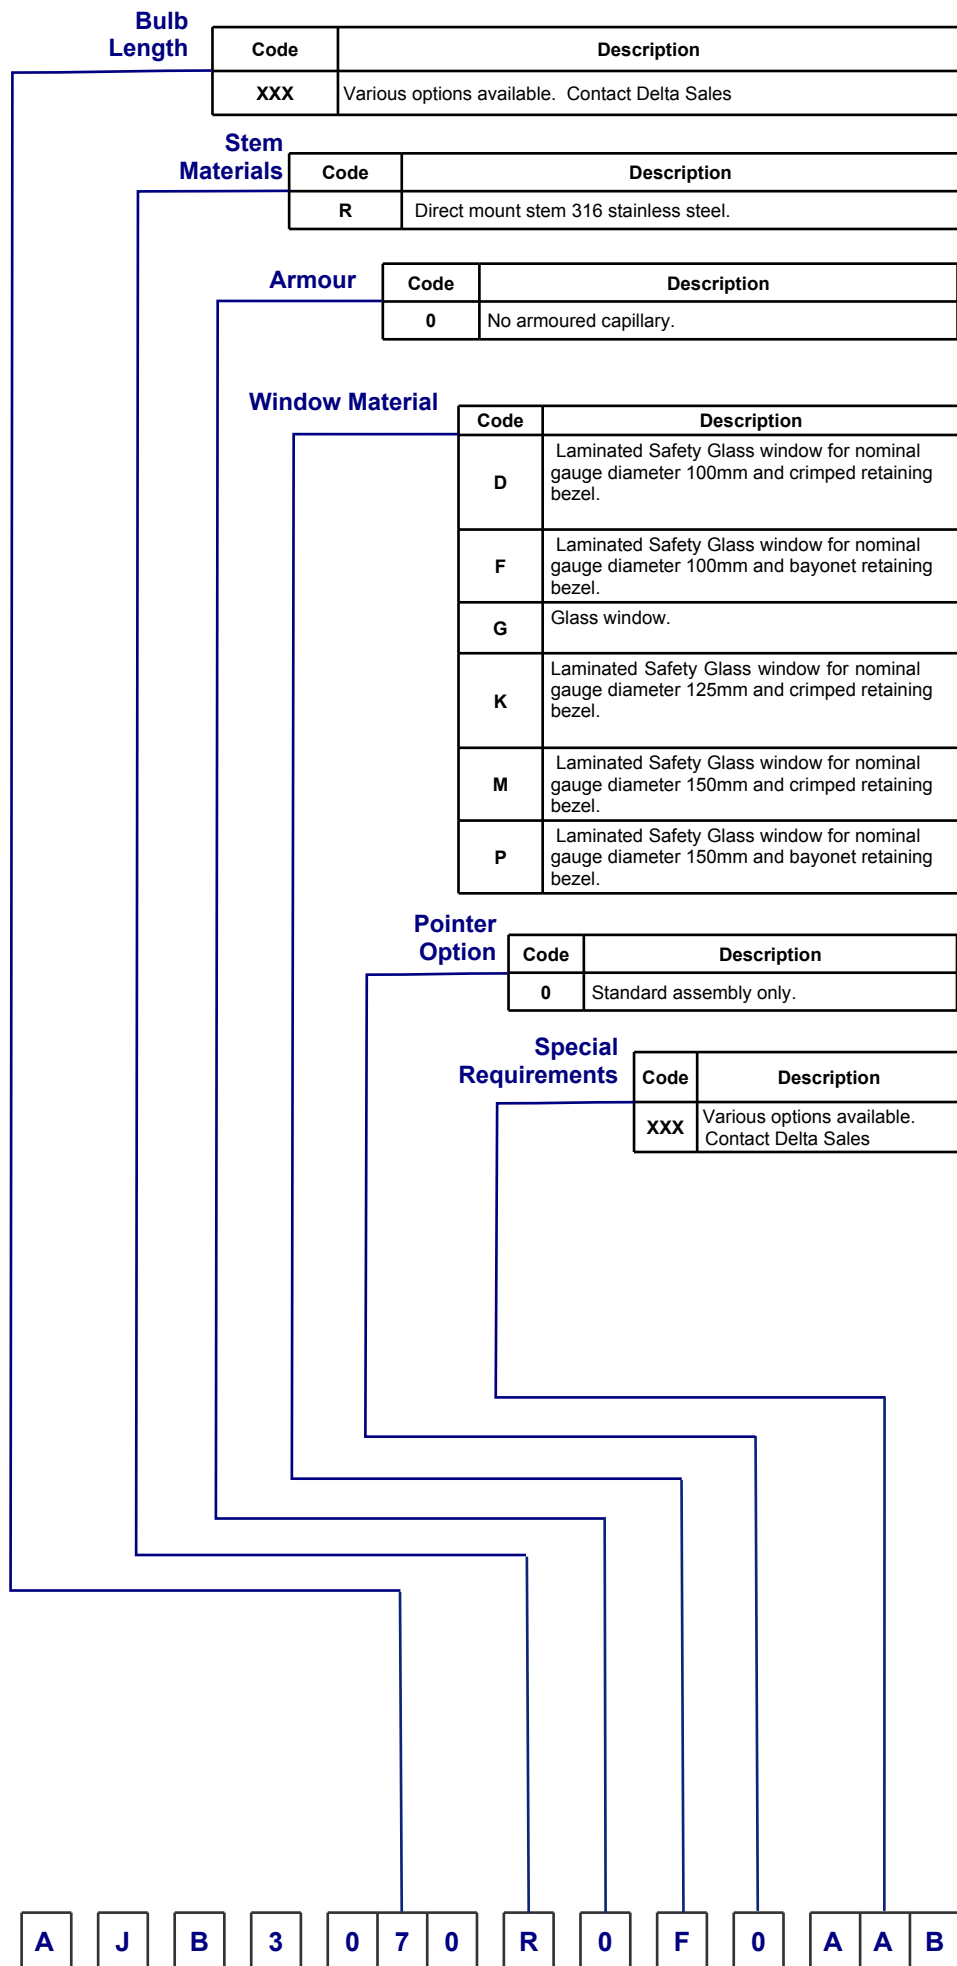 Bulb
Length
Code Description
XXX Various options available. Contact Delta Sales
Stem
Materials
Code Description
R Direct mount stem 316 stainless steel.
Armour
Code Description
0 No armoured capillary.
Window Material
Code Description
D Laminated Safety Glass window for nominal
gauge diameter 100mm and crimped retaining
bezel.
F Laminated Safety Glass window for nominal
gauge diameter 100mm and bayonet retaining
bezel.
G Glass window.
K Laminated Safety Glass window for nominal
gauge diameter 125mm and crimped retaining
bezel.
M Laminated Safety Glass window for nominal
gauge diameter 150mm and crimped retaining
bezel.
P Laminated Safety Glass window for nominal
gauge diameter 150mm and bayonet retaining
bezel.
Pointer
Option
Code Description
0 Standard assembly only.
Special
Requirements
Code Description
XXX Various options available.
Contact Delta Sales
A J B 3 0 7 0 R 0 F 0 A A B